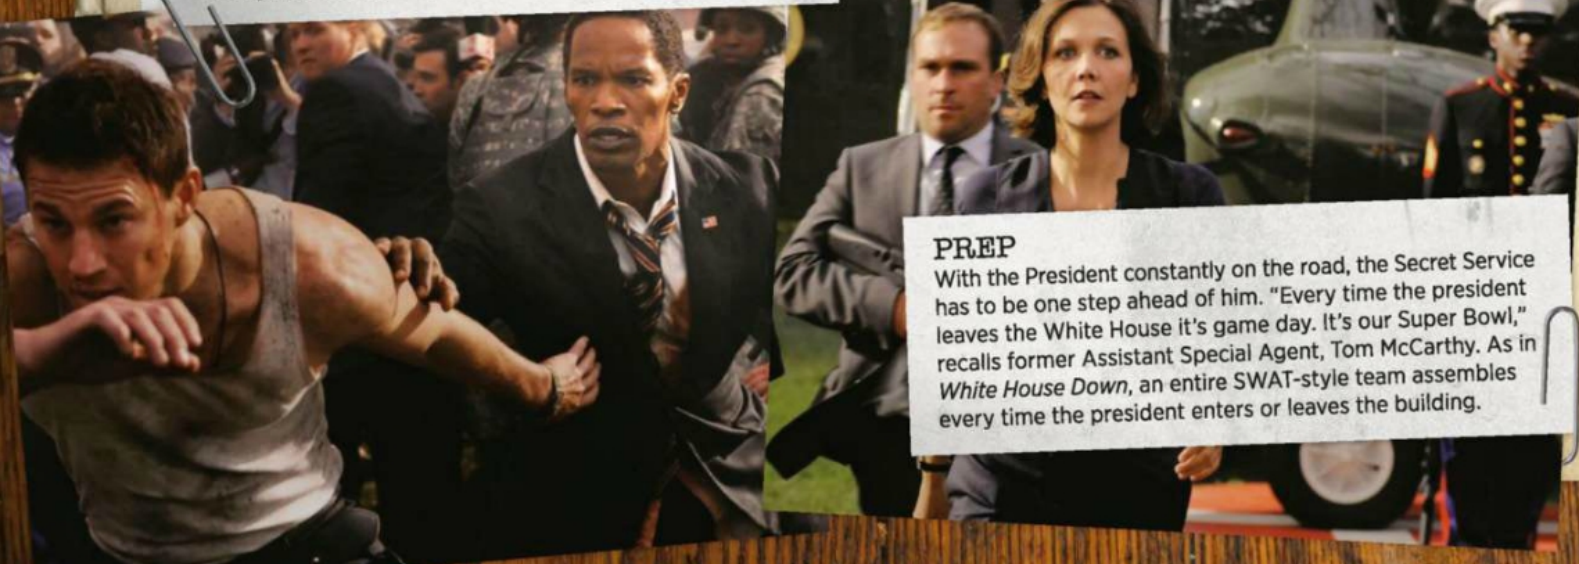 PREP
With the President constantly on the road, the Secret Service
has to be one step ahead of him. “Every time the president
leaves the White House it’s game day. It’s our Super Bowl,”
recalls former Assistant Special Agent, Tom McCarthy. As in
White House Down, an entire SWAT-style team assembles
every time the president enters or leaves the building.